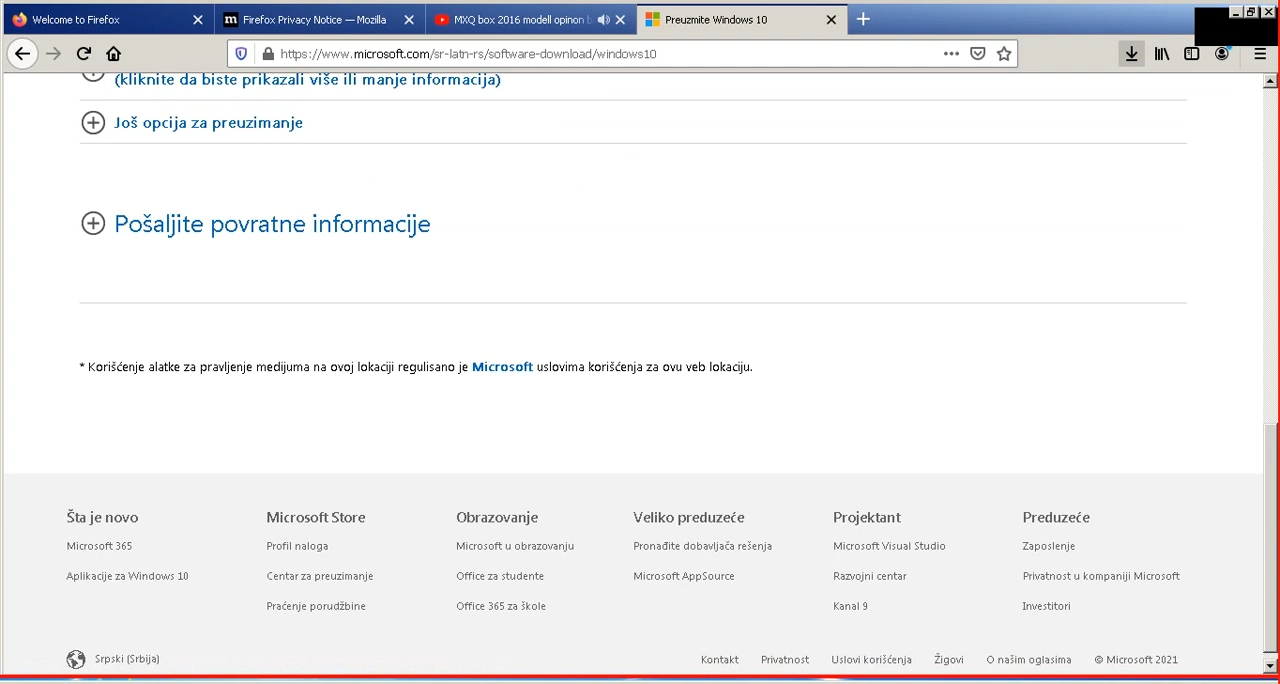 Welcome to Firefox
Firefox Privacy Notice — Mozilla
MXQ box 2016 modell opinon b
Preuzmite Windows 10
https://www.microsoft.com/sr-latn-rs/software-download/windows10
(kliknite da biste prikazali više ili manje informacija)
Još opcija za preuzimanje
Pošaljite povratne informacije
* Korišćenje alatke za pravljenje medijuma na ovoj lokaciji regulisano je Microsoft uslovima korišćenja za ovu veb lokaciju.
Šta je novo
Microsoft 365
Aplikacije za Windows 10
Microsoft Store
Profil naloga
Centar za preuzimanje
Praćenje porudžbine
Obrazovanje
Microsoft u obrazovanju
Office za studente
Office 365 za škole
Veliko preduzeće
Pronađite dobavljača rešenja
Microsoft AppSource
Projektant
Microsoft Visual Studio
Razvojni centar
Kanal 9
Preduzeće
Zaposlenje
Privatnost u kompaniji Microsoft
Investitori
Srpski (Srbija)
Kontakt
Privatnost
Uslovi korišćenja
Žigovi
O našim oglasima
© Microsoft 2021